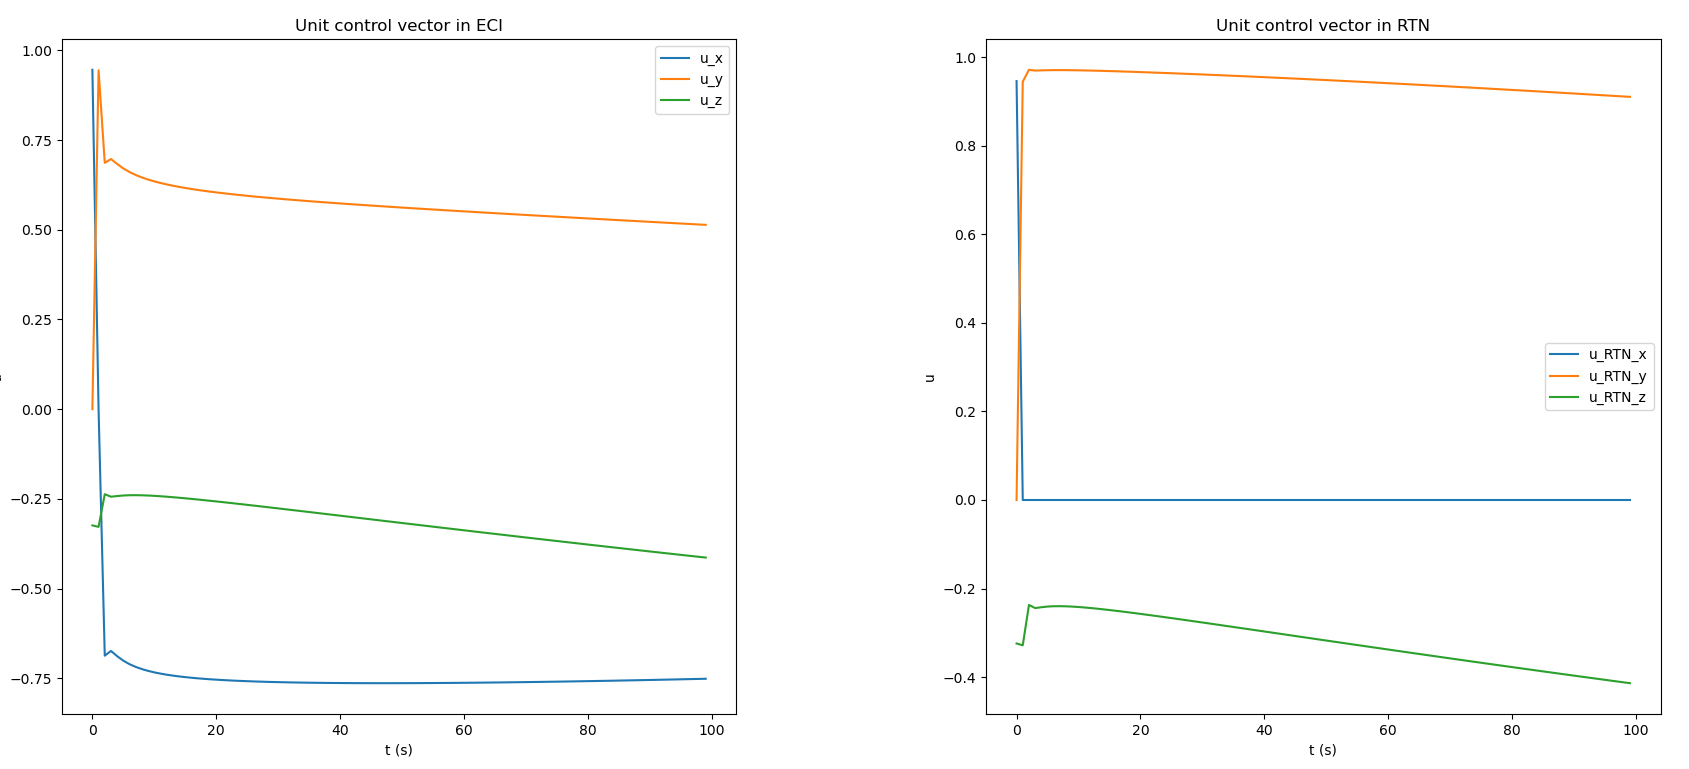 Unit control vector in ECI
1.00
0.75
0.50
0.25
0.00
−0.25
−0.50
−0.75
0
20
40
60
80
100
t (s)
u_x
u_y
u_z
Unit control vector in RTN
u
1.0
0.8
0.6
0.4
0.2
0.0
−0.2
−0.4
0
20
40
60
80
100
t (s)
u_RTN_x
u_RTN_y
u_RTN_z